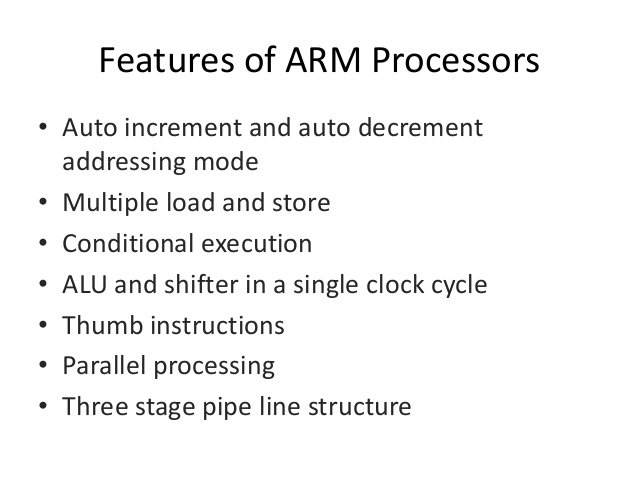 Features of ARM Processors
• Auto increment and auto decrement
addressing mode
• Multiple load and store
• Conditional execution
• ALU and shifter in a single clock cycle
• Thumb instructions
• Parallel processing
• Three stage pipe line structure